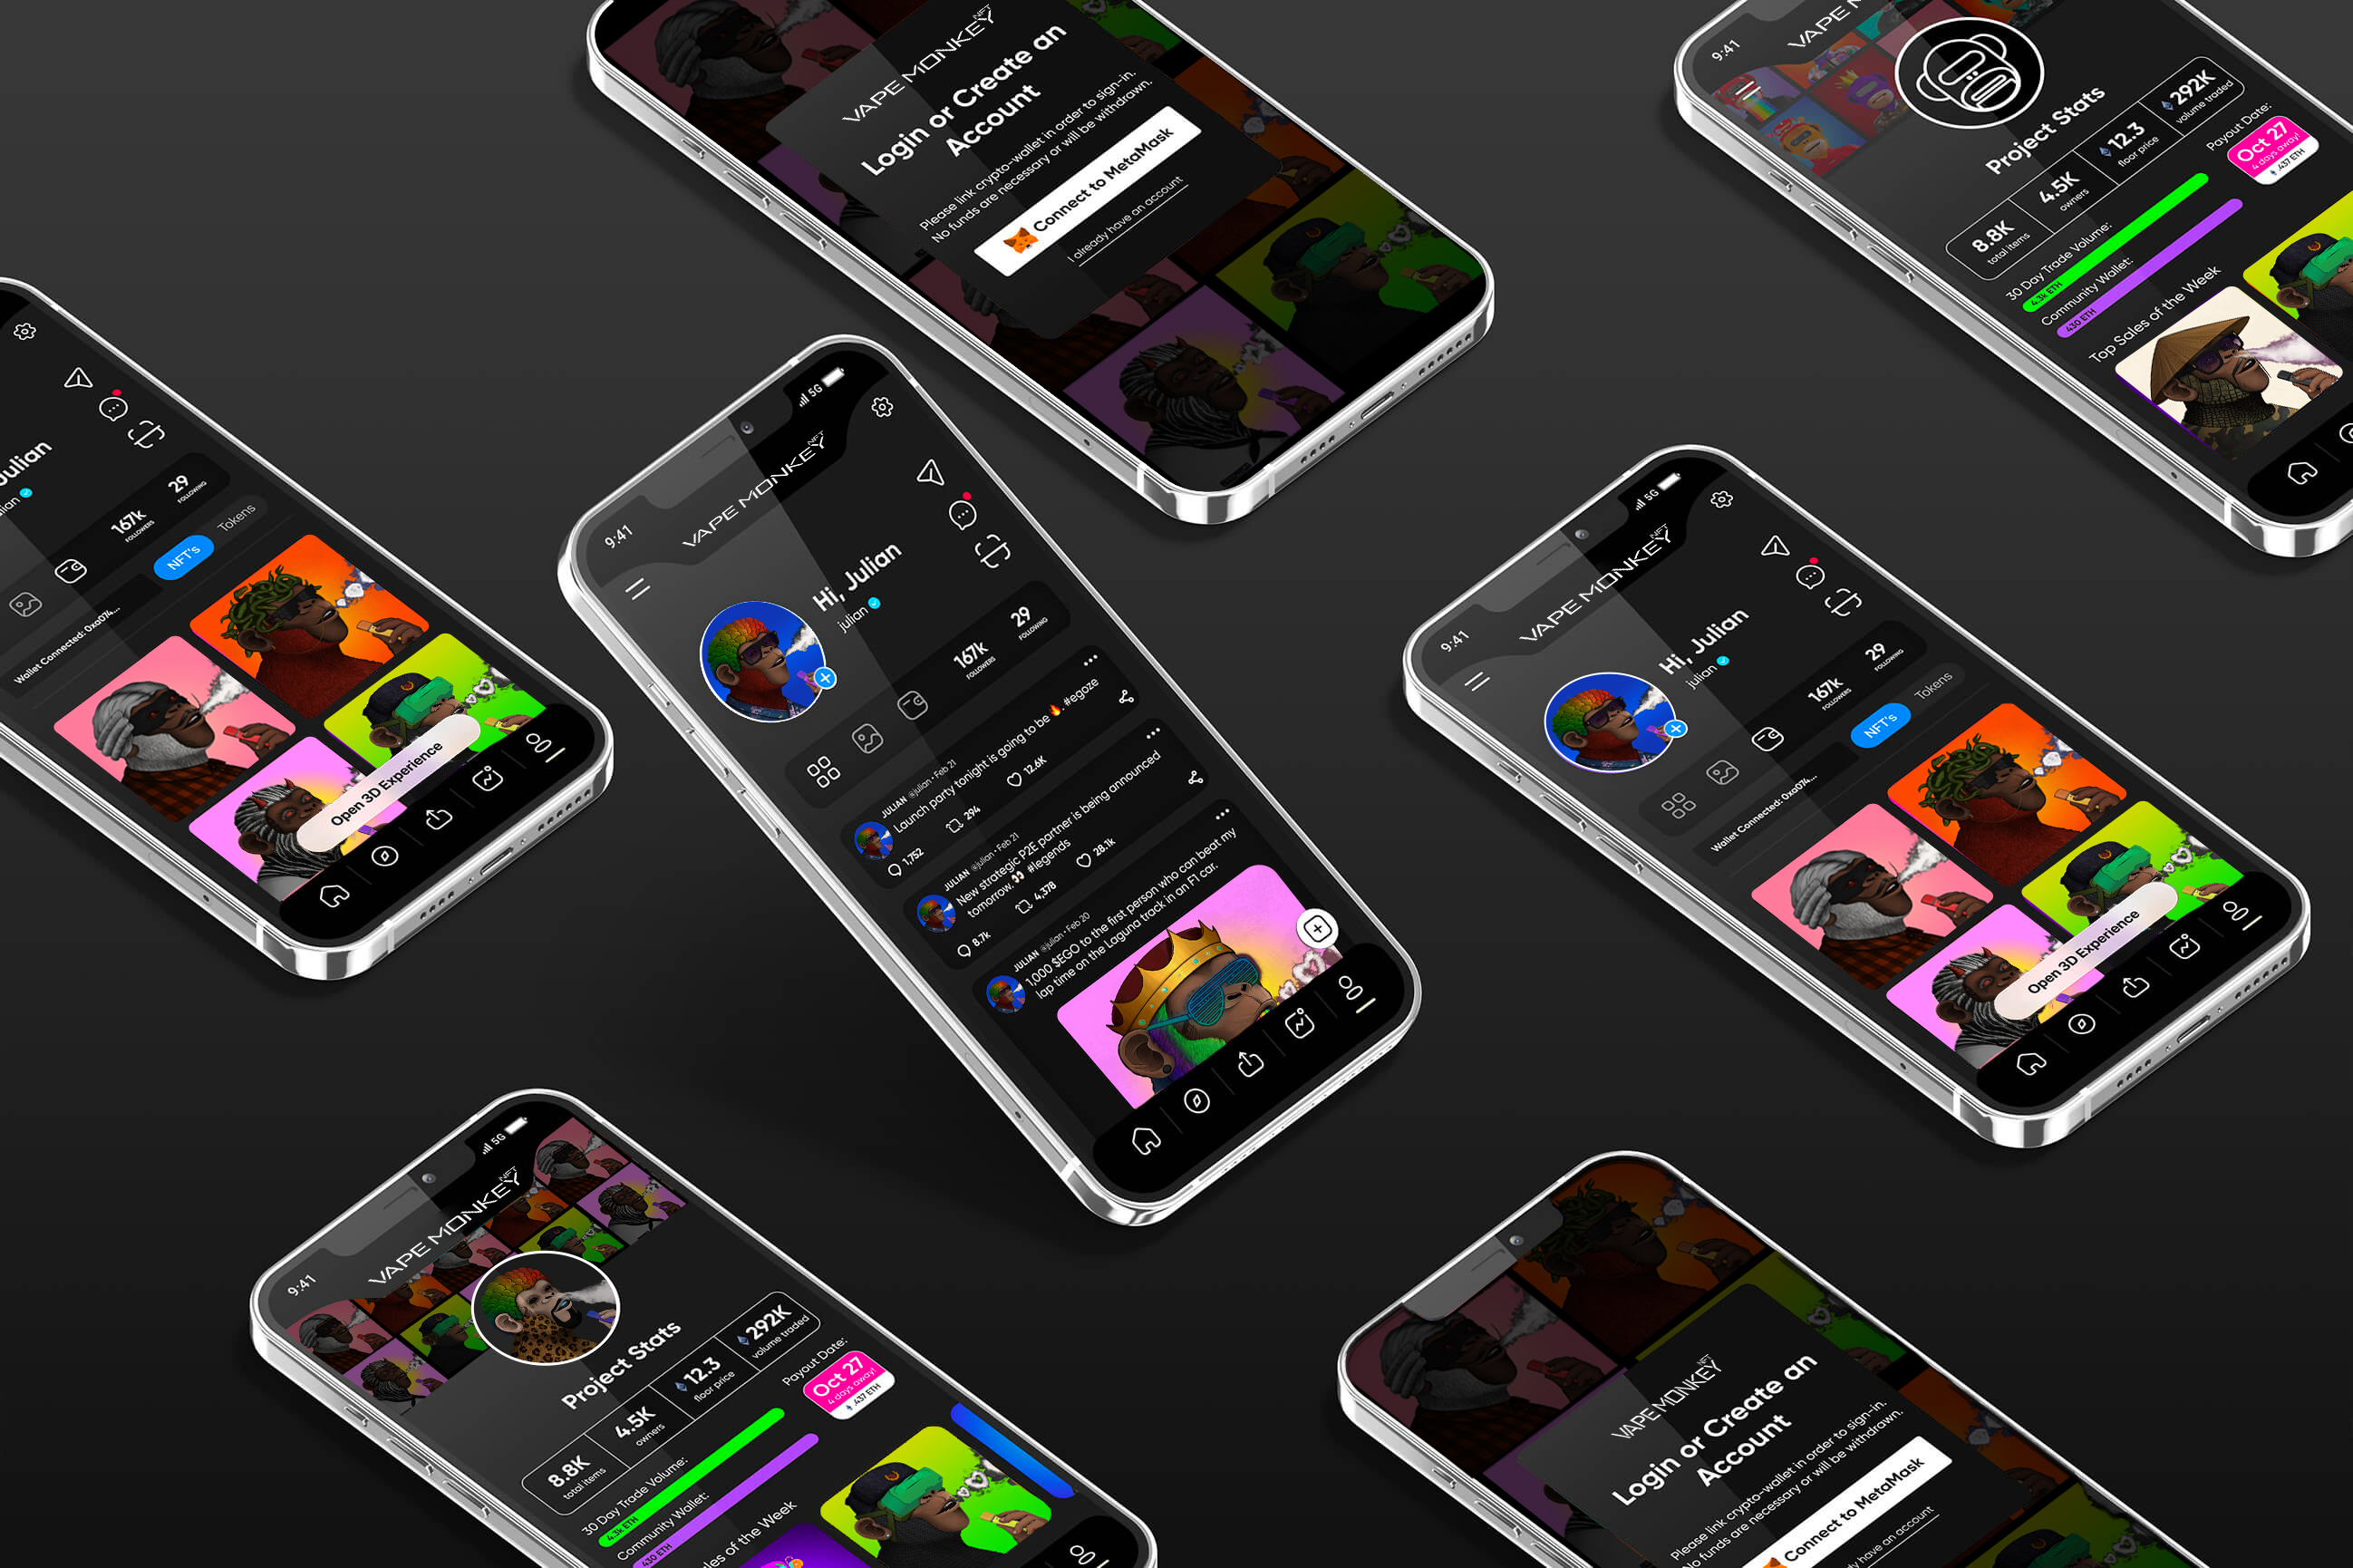 VAPE MONKEY NFT
Login or Create an
Account
Please link crypto-wallet in order to sign-in.
No funds are necessary or will be withdrawn.
Connect to MetaMask
I already have an account
9:41
VAPE M
Project Stats
8.8K
total items
4.5K
owners
12.3
floor price
292K
volume traded
30 Day Trade Volume:
4.3k ETH
Community Wallet:
430 ETH
Payout Date:
Oct 27
4 days away!
.437 ETH
Top Sales of the Week
Julian
167k
FOLLOWERS
29
FOLLOWING
NFT's
Tokens
Wallet Connected: 0xa074...
Open 3D Experience
9:41
5G
VAPE MONKEY NFT
Hi, Julian
julian
167k
FOLLOWERS
29
FOLLOWING
JULIAN @julian • Feb 21
Launch party tonight is going to be 🔥. #egoze
1,752
294
12.6K
JULIAN @julian • Feb 21
New strategic P2E partner is being announced
tomorrow. 👀 #legends
8.7k
4,378
28.1k
JULIAN @julian • Feb 20
1,000 $EGO to the first person who can beat my
lap time on the Laguna track in an F1 car.
9:41
5G
VAPE MONKEY NFT
Hi, Julian
julian
167k
FOLLOWERS
29
FOLLOWING
NFT's
Tokens
Wallet Connected: 0xa074...
Open 3D Experience
9:41
5G
VAPE MONKEY NFT
Project Stats
8.8K
total items
4.5K
owners
12.3
floor price
292K
volume traded
30 Day Trade Volume:
4.3k ETH
Community Wallet:
430 ETH
Payout Date:
Oct 27
4 days away!
.437 ETH
les of the Week
VAPE MONKEY NFT
Login or Create an
Account
Please link crypto-wallet in order to sign-in.
No funds are necessary or will be withdrawn.
Connect to MetaMask
dy have an account